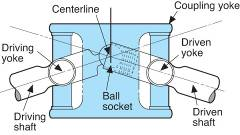 Centerline
Coupling yoke
Driving
yoke
Driven
yoke
Ball
socket
Driving
shaft
Driven
shaft